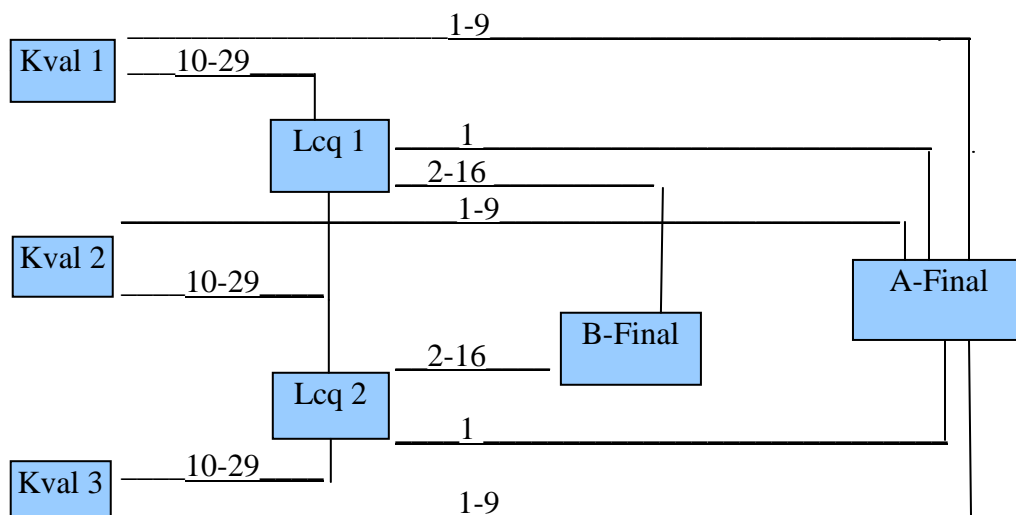 1-9
Kval 1
10-29
Lcq 1
1
2-16
1-9
Kval 2
10-29
A-Final
B-Final
2-16
Lcq 2
1
10-29
Kval 3
1-9